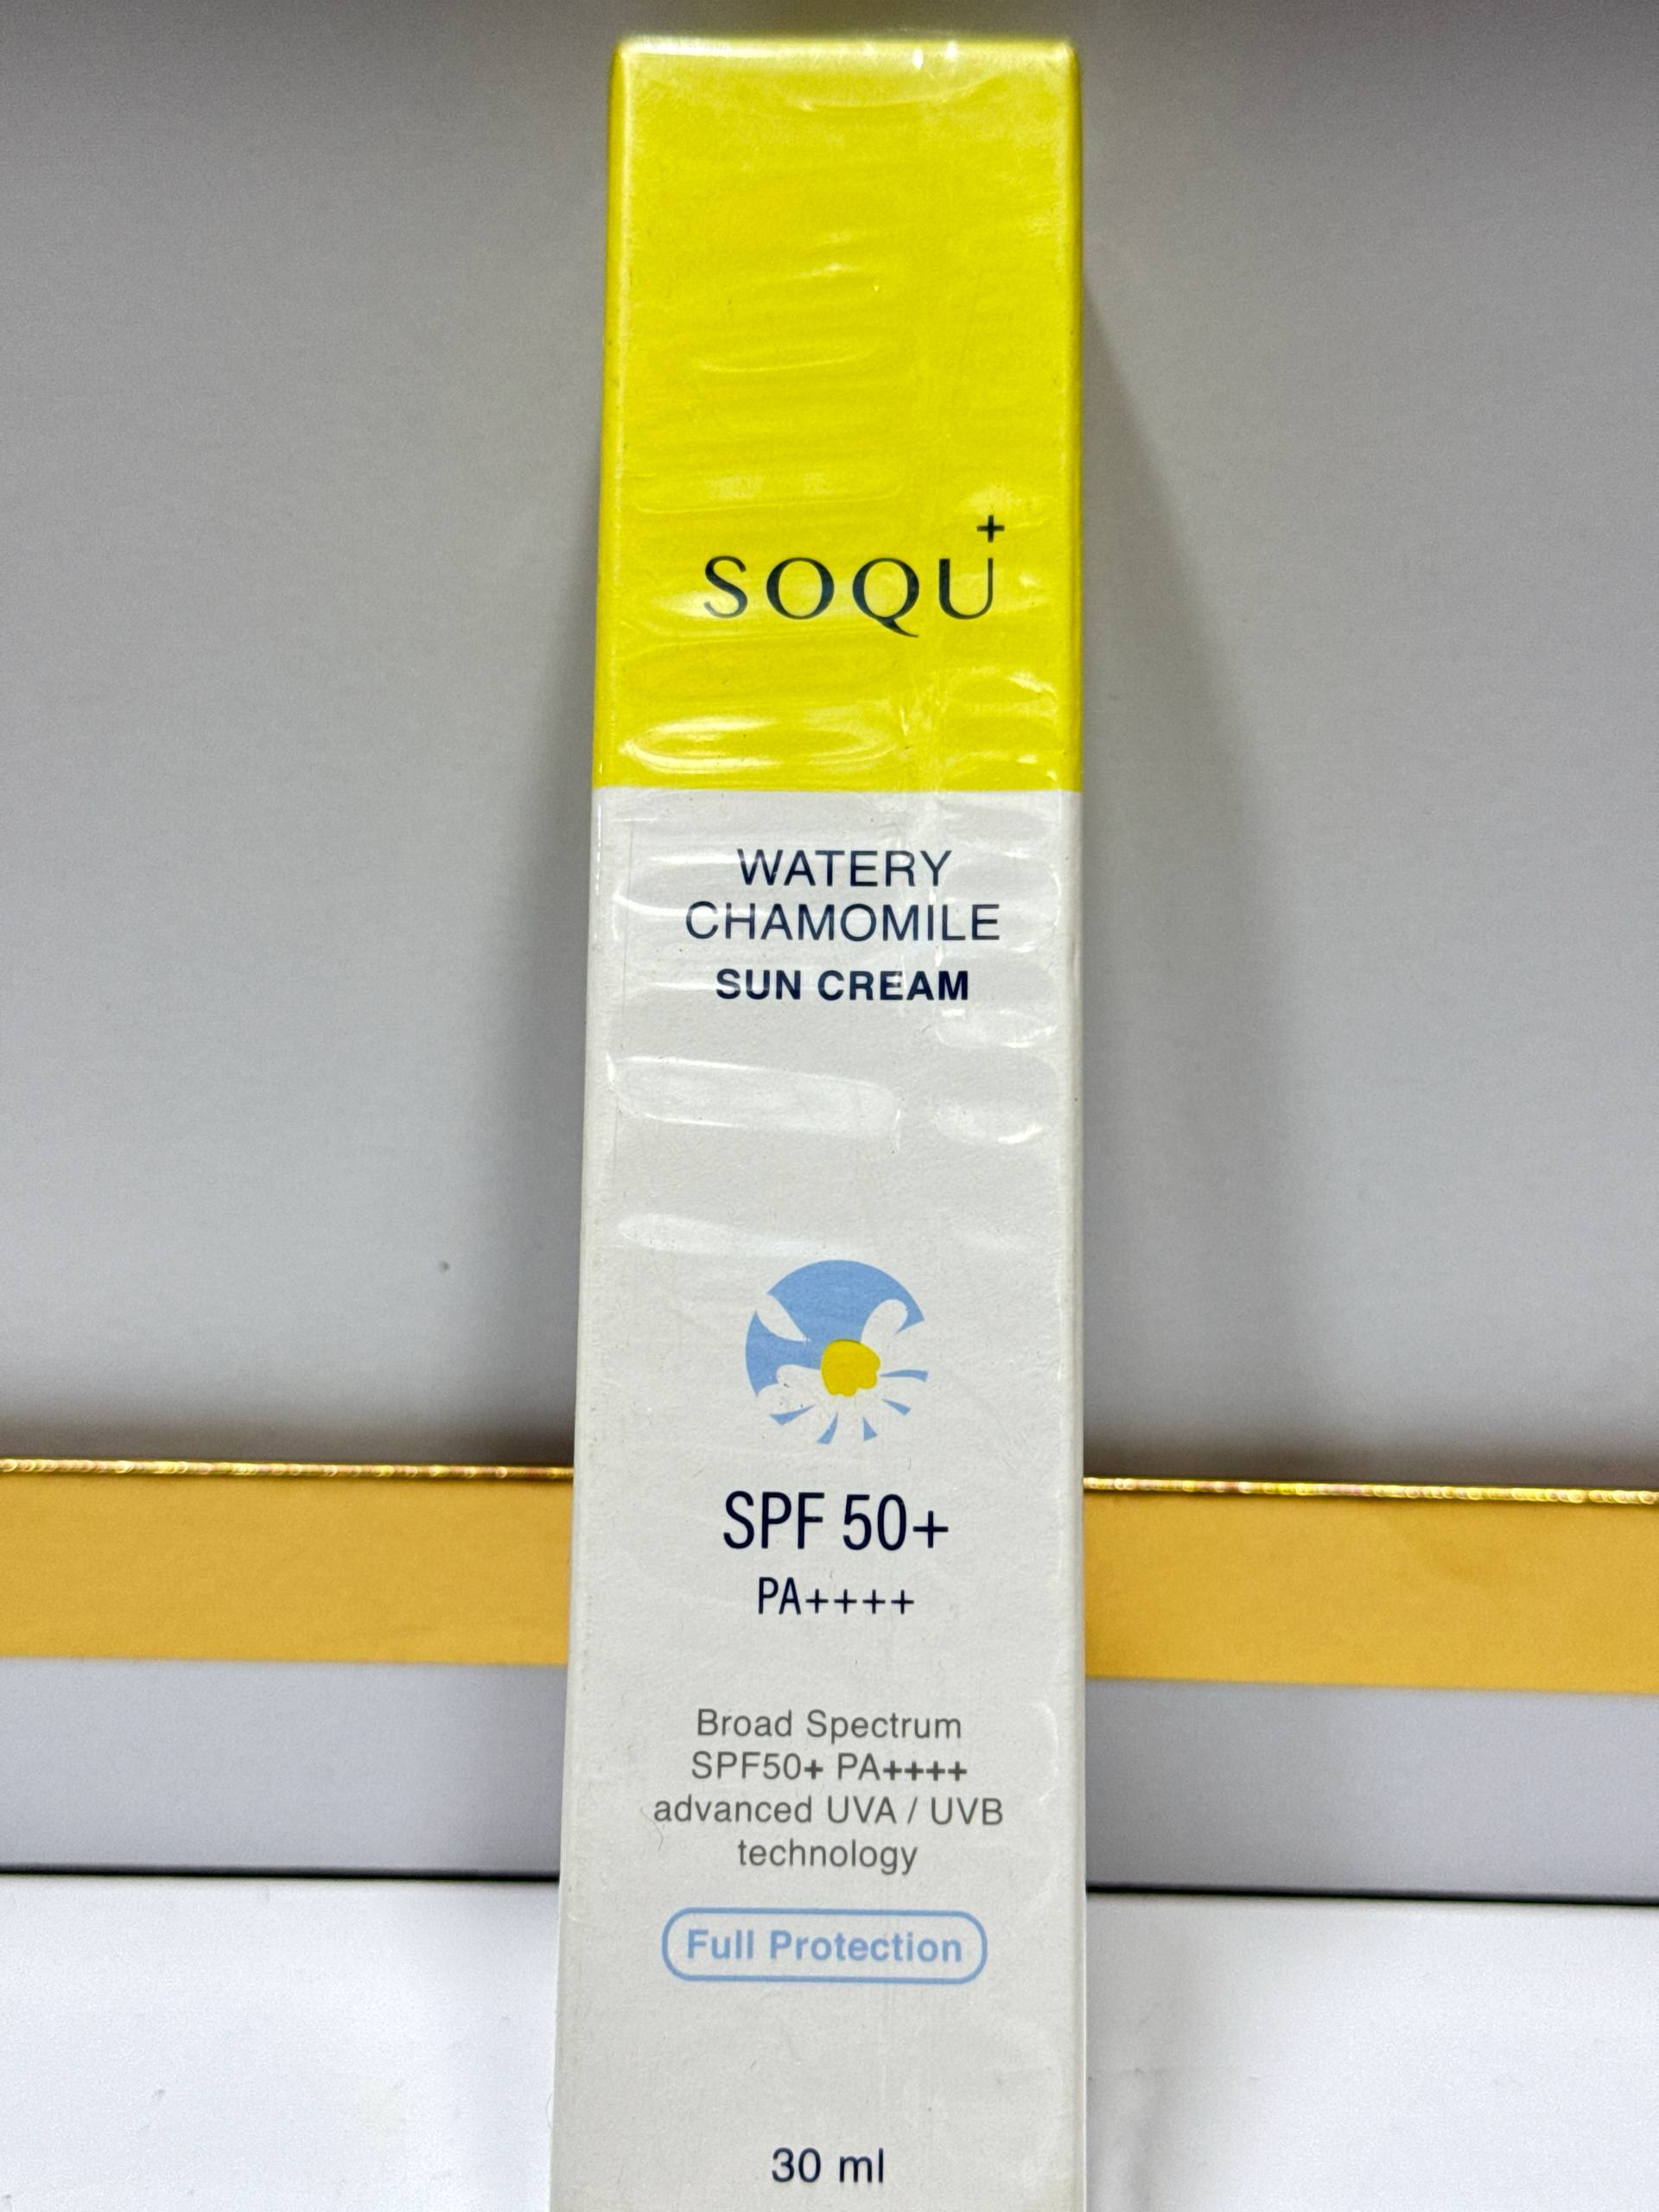 SOQU+
WATERY
CHAMOMILE
SUN CREAM
SPF 50+
PA++++
Broad Spectrum
SPF50+ PA++++
advanced UVA / UVB
technology
Full Protection
30 ml